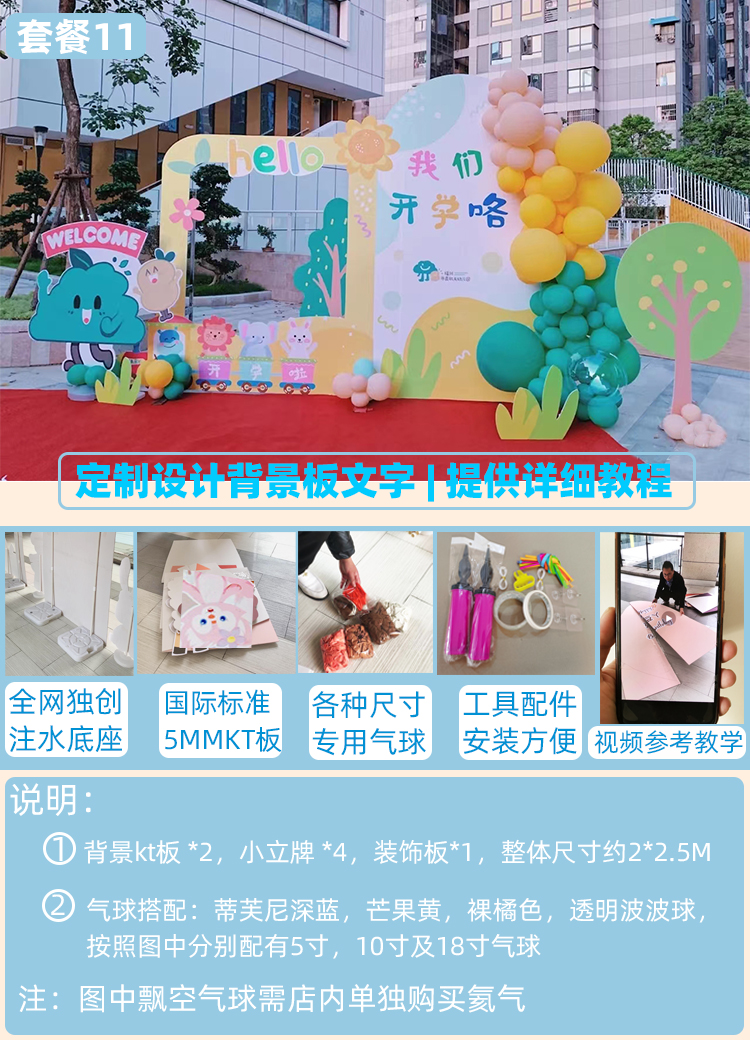 套餐11
hello
我们
开学咯
WELCOME
开学啦
定制设计背景板文字 | 提供详细教程
全网独创
注水底座
国际标准
5MMKT板
各种尺寸
专用气球
工具配件
安装方便
视频参考教学
说明：
① 背景kt板 *2，小立牌 *4，装饰板*1，整体尺寸约2*2.5M
② 气球搭配：蒂芙尼深蓝，芒果黄，裸橘色，透明波波球，
按照图中分别配有5寸，10寸及18寸气球
注：图中飘空气球需店内单独购买氦气